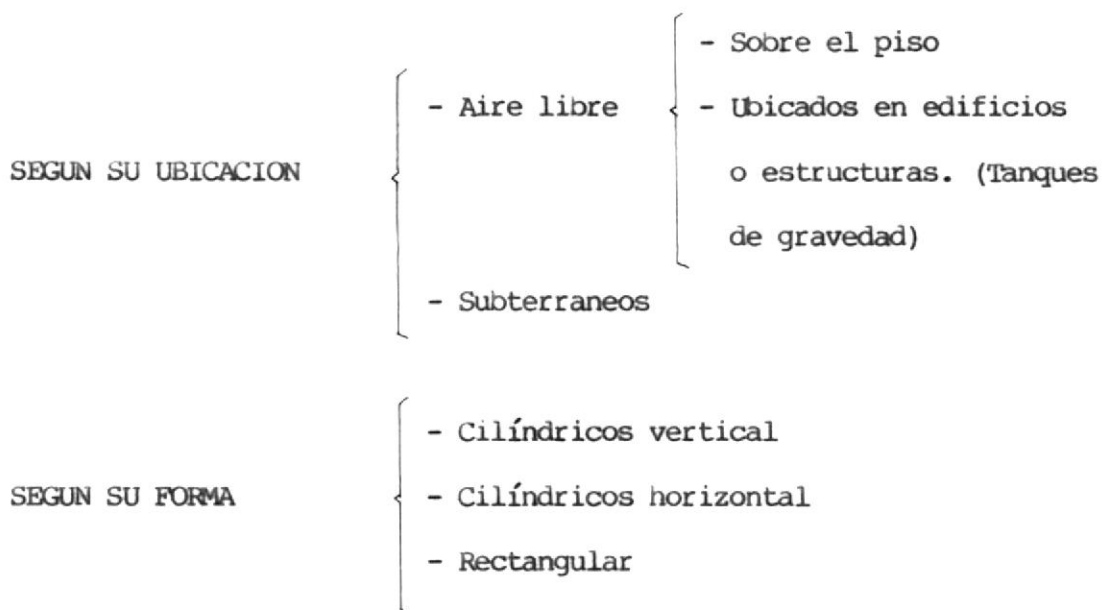 - Sobre el piso
- Aire libre
- Ubicados en edificios
SEGUN SU UBICACION
o estructuras. (Tanques
de gravedad)
- Subterraneos
- Cilíndricos vertical
SEGUN SU FORMA
- Cilíndricos horizontal
- Rectangular